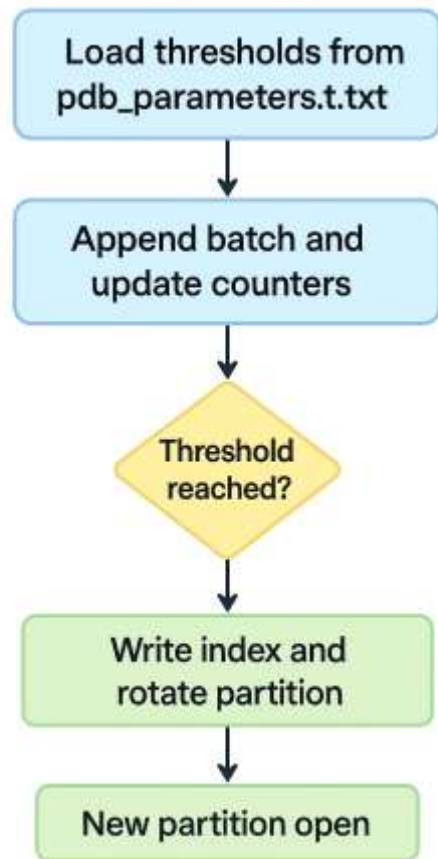 Load thresholds from
pdb_parameters.t.txt
Append batch and
update counters
Threshold
reached?
Write index and
rotate partition
New partition open